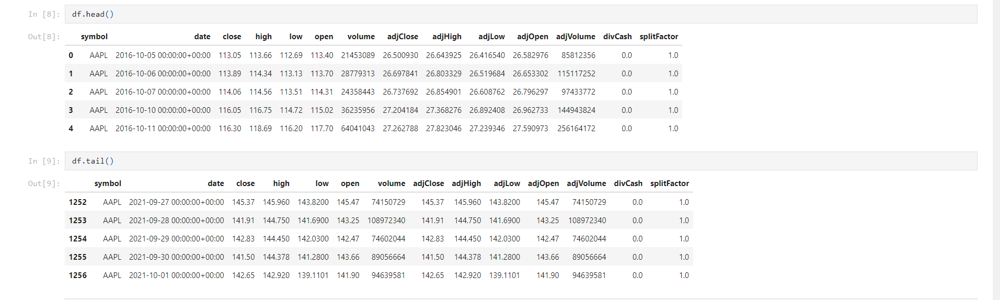 In [8]: df.head()
Out[8]: symbol date close high low open volume adjClose adjHigh adjLow adjOpen adjVolume divCash splitFactor
0 AAPL 2016-10-05 00:00:00+00:00 113.05 113.66 112.69 113.40 21453089 26.500930 26.643925 26.416540 26.582976 85812356 0.0 1.0
1 AAPL 2016-10-06 00:00:00+00:00 113.89 114.34 113.13 113.70 28779313 26.697841 26.803329 26.519684 26.653302 115117252 0.0 1.0
2 AAPL 2016-10-07 00:00:00+00:00 114.06 114.56 113.51 114.31 24358443 26.737692 26.854901 26.608762 26.796297 97433772 0.0 1.0
3 AAPL 2016-10-10 00:00:00+00:00 116.05 116.75 114.72 115.02 36235956 27.204184 27.368276 26.892408 26.962733 144943824 0.0 1.0
4 AAPL 2016-10-11 00:00:00+00:00 116.30 118.69 116.20 117.70 64041043 27.262788 27.823046 27.239346 27.590973 256164172 0.0 1.0
In [9]: df.tail()
Out[9]: symbol date close high low open volume adjClose adjHigh adjLow adjOpen adjVolume divCash splitFactor
1252 AAPL 2021-09-27 00:00:00+00:00 145.37 145.960 143.8200 145.47 74150729 145.37 145.960 143.8200 145.47 74150729 0.0 1.0
1253 AAPL 2021-09-28 00:00:00+00:00 141.91 144.750 141.6900 143.25 108972340 141.91 144.750 141.6900 143.25 108972340 0.0 1.0
1254 AAPL 2021-09-29 00:00:00+00:00 142.83 144.450 142.0300 142.47 74602044 142.83 144.450 142.0300 142.47 74602044 0.0 1.0
1255 AAPL 2021-09-30 00:00:00+00:00 141.50 144.378 141.2800 143.66 89056664 141.50 144.378 141.2800 143.66 89056664 0.0 1.0
1256 AAPL 2021-10-01 00:00:00+00:00 142.65 142.920 139.1101 141.90 94639581 142.65 142.920 139.1101 141.90 94639581 0.0 1.0